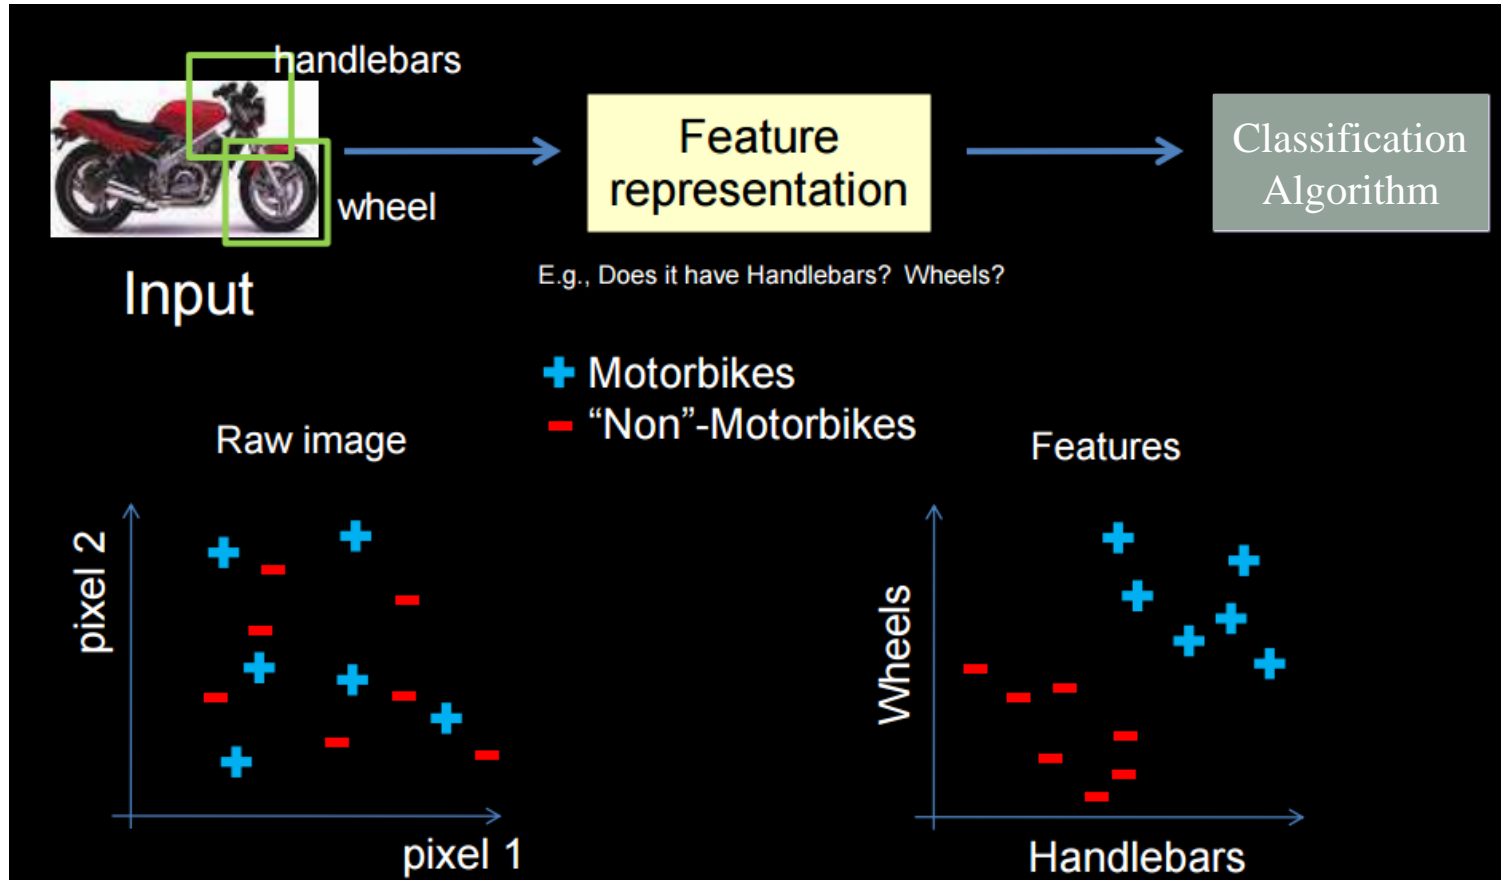 handlebars
wheel
Input
Feature
representation
E.g., Does it have Handlebars?  Wheels?
Classification
Algorithm
Motorbikes
“Non”-Motorbikes
Raw image
pixel 2
pixel 1
Features
Wheels
Handlebars